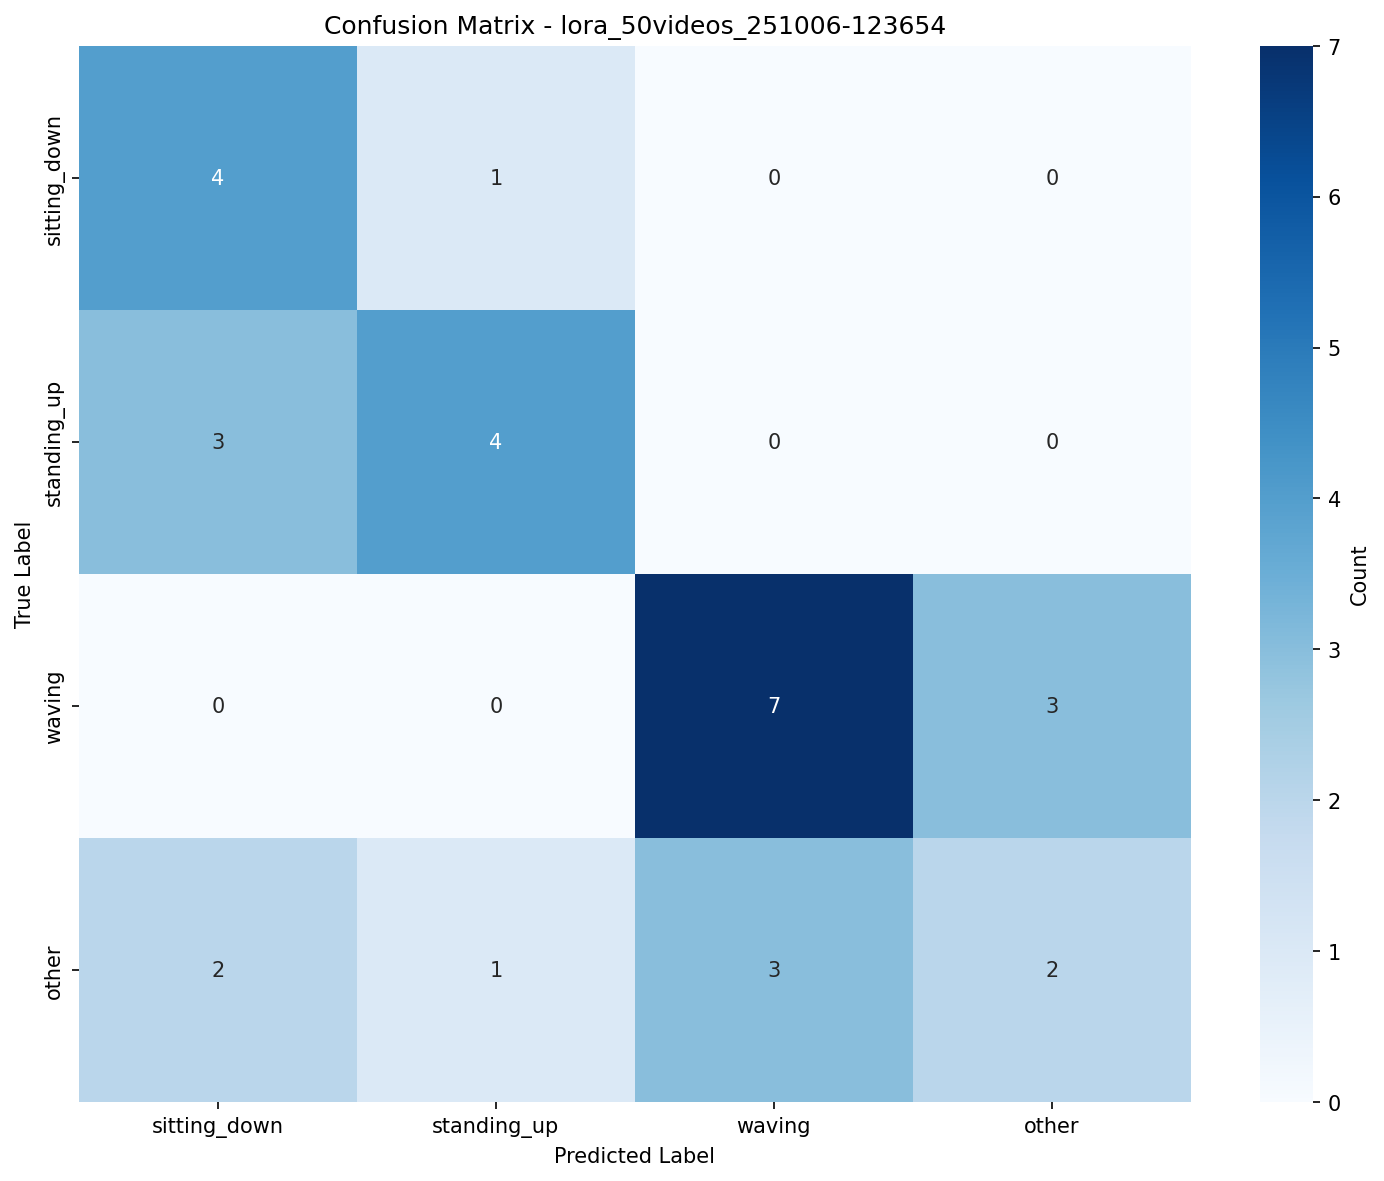 Confusion Matrix - lora_50videos_251006-123654
True Label
sitting_down
4 1 0 0
standing_up
3 4 0 0
waving
0 0 7 3
other
2 1 3 2
sitting_down standing_up waving other
Predicted Label
7
6
5
4
3
2
1
0
Count